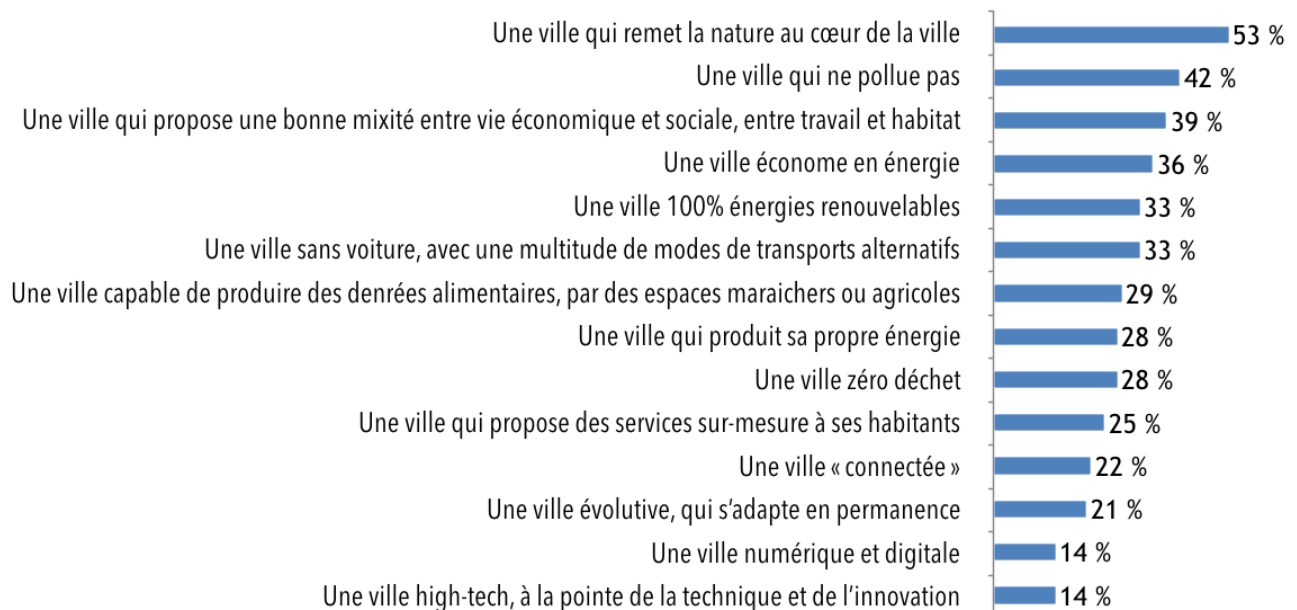 Une ville qui remet la nature au cœur de la ville 53 %
Une ville qui ne pollue pas 42 %
Une ville qui propose une bonne mixité entre vie économique et sociale, entre travail et habitat 39 %
Une ville économe en énergie 36 %
Une ville 100% énergies renouvelables 33 %
Une ville sans voiture, avec une multitude de modes de transports alternatifs 33 %
Une ville capable de produire des denrées alimentaires, par des espaces maraichers ou agricoles 29 %
Une ville qui produit sa propre énergie 28 %
Une ville zéro déchet 28 %
Une ville qui propose des services sur-mesure à ses habitants 25 %
Une ville « connectée » 22 %
Une ville évolutive, qui s’adapte en permanence 21 %
Une ville numérique et digitale 14 %
Une ville high-tech, à la pointe de la technique et de l’innovation 14 %